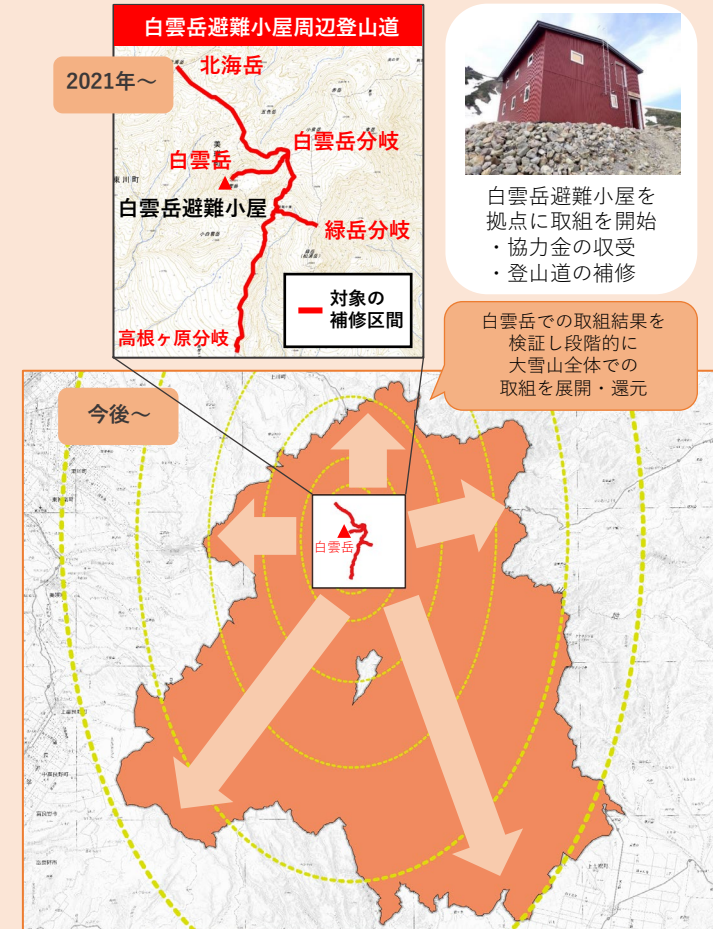 白雲岳避難小屋周辺登山道
2021年～
北海岳
白雲岳分岐
白雲岳
白雲岳避難小屋
緑岳分岐
高根ヶ原分岐
対象の
補修区間
白雲岳避難小屋を
拠点に取組を開始
・協力金の収受
・登山道の補修
白雲岳での取組結果を
検証し段階的に
大雪山全体での
取組を展開・還元
今後～
白雲岳